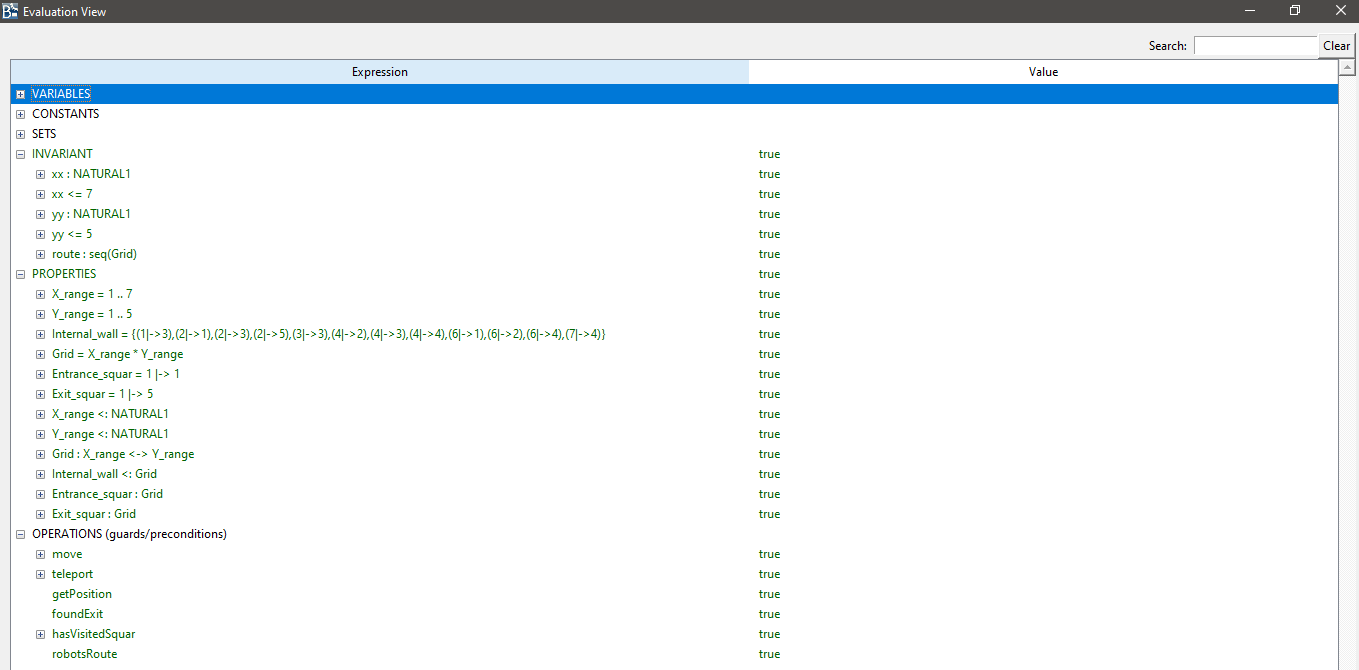 Evaluation View
Search: Clear
Expression Value
VARIABLES
CONSTANTS
SETS
INVARIANT true
xx : NATURAL1 true
xx <= 7 true
yy : NATURAL1 true
yy <= 5 true
route : seq(Grid) true
PROPERTIES true
X_range = 1 .. 7 true
Y_range = 1 .. 5 true
Internal_wall = {(1|->3),(2|->1),(2|->3),(2|->5),(3|->3),(4|->2),(4|->3),(4|->4),(6|->1),(6|->2),(6|->4),(7|->4)} true
Grid = X_range * Y_range true
Entrance_squar = 1 |-> 1 true
Exit_squar = 1 |-> 5 true
X_range <: NATURAL1 true
Y_range <: NATURAL1 true
Grid : X_range <-> Y_range true
Internal_wall <: Grid true
Entrance_squar : Grid true
Exit_squar : Grid true
OPERATIONS (guards/preconditions)
move true
teleport true
getPosition true
foundExit true
hasVisitedSquar true
robotsRoute true